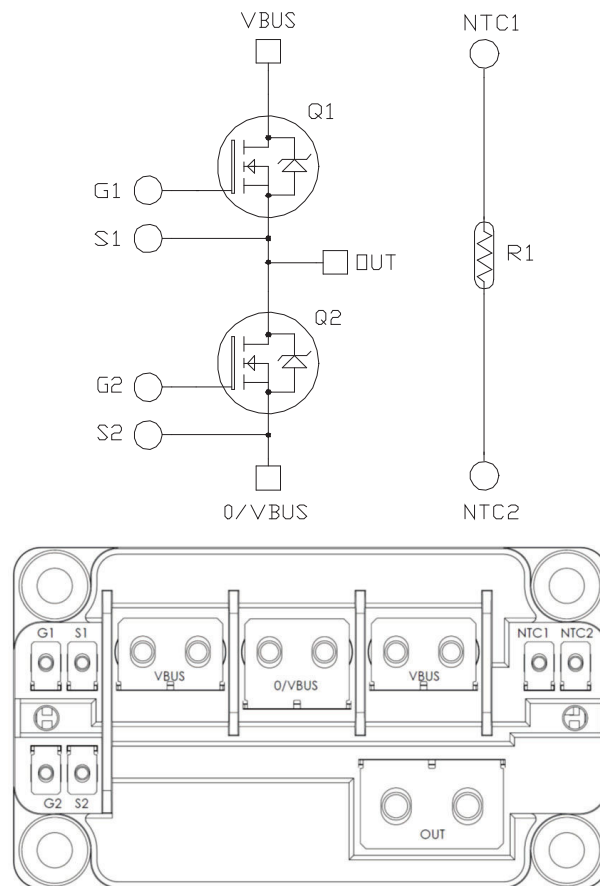 VBUS
NTC1
Q1
G1
S1
OUT
R1
Q2
G2
S2
0/VBUS
NTC2
G1 S1
NTC1 NTC2
VBUS
0/VBUS
VBUS
G2 S2
OUT